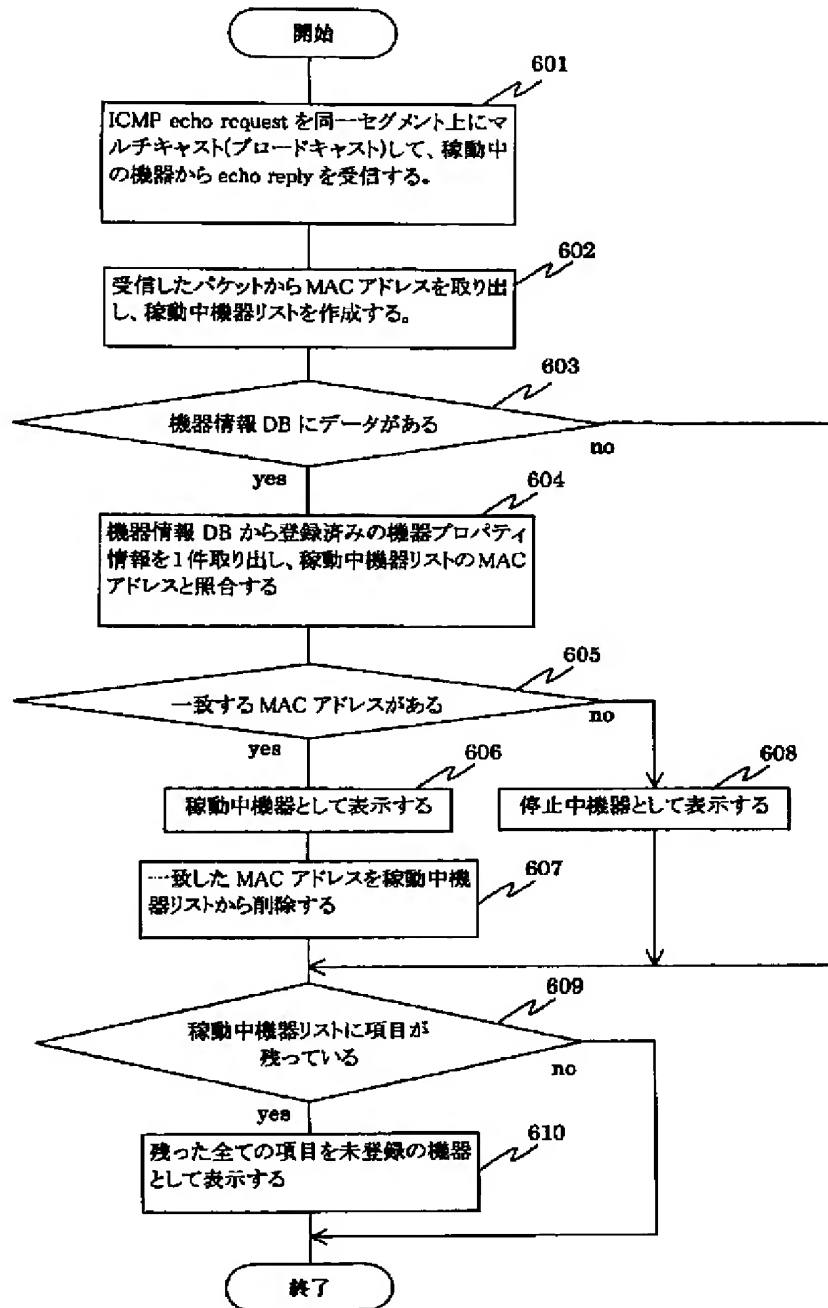 開始
601
ICMP echo request を同一セグメント上にマ
ルチキャスト(ブロードキャスト)して、稼動中
の機器から echo reply を受信する。
602
受信したパケットから MAC アドレスを取り出
し、稼動中機器リストを作成する。
603
機器情報 DB にデータがある
no
yes
604
機器情報 DB から登録済みの機器プロパティ
情報を1件取り出し、稼動中機器リストの MAC
アドレスと照合する
605
一致する MAC アドレスがある
no
yes
606
稼動中機器として表示する
608
停止中機器として表示する
607
一致した MAC アドレスを稼動中機
器リストから削除する
609
稼動中機器リストに項目が
残っている
no
yes
610
残った全ての項目を未登録の機器
として表示する
終了